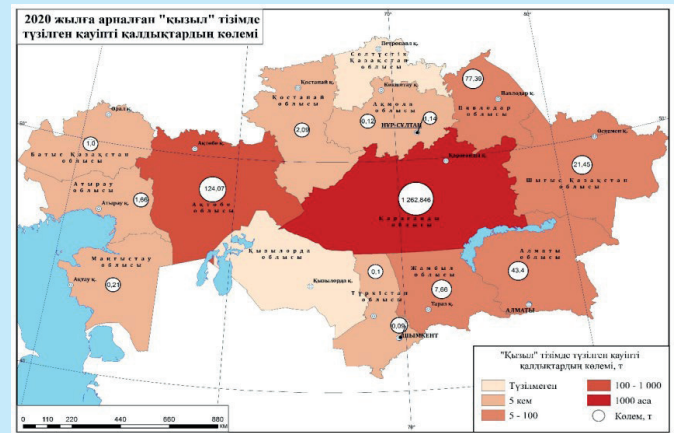 2020 жылға арналған "қызыл" тізімде
түзілген қауіпті қалдықтардың көлемі
Петропавл қ.
Солтүстік
Қазақстан
облысы
Қостанай қ.
Қостанай
облысы
2,09
Көкшетау қ.
Ақмола
облысы
0,12
1,14
НҰР-СҰЛТАН
77,39
Павлодар қ.
Павлодар
облысы
Орал қ.
1,0
Батыс Қазақстан
облысы
Атырау
облысы
1,66
Атырау қ.
Ақтөбе қ.
124,07
Ақтөбе
облысы
Қарағанды қ.
1 262,646
Қарағанды
облысы
Өскемен қ.
21,45
Шығыс Қазақстан
облысы
Маңғыстау
облысы
Ақтау қ.
0,21
Қызылорда
облысы
Қызылорда қ.
0,1
Түркістан
облысы
0,09
ШЫМКЕНТ
Жамбыл
облысы
7,66
Тараз қ.
Алматы
облысы
43,4
АЛМАТЫ
"Қызыл" тізімде түзілген қауіпті
қалдықтардың көлемі, т
Түзілмеген
5 кем
5 - 100
100 - 1 000
1000 аса
Көлем, т
0 110 220 440 660 880
КМ